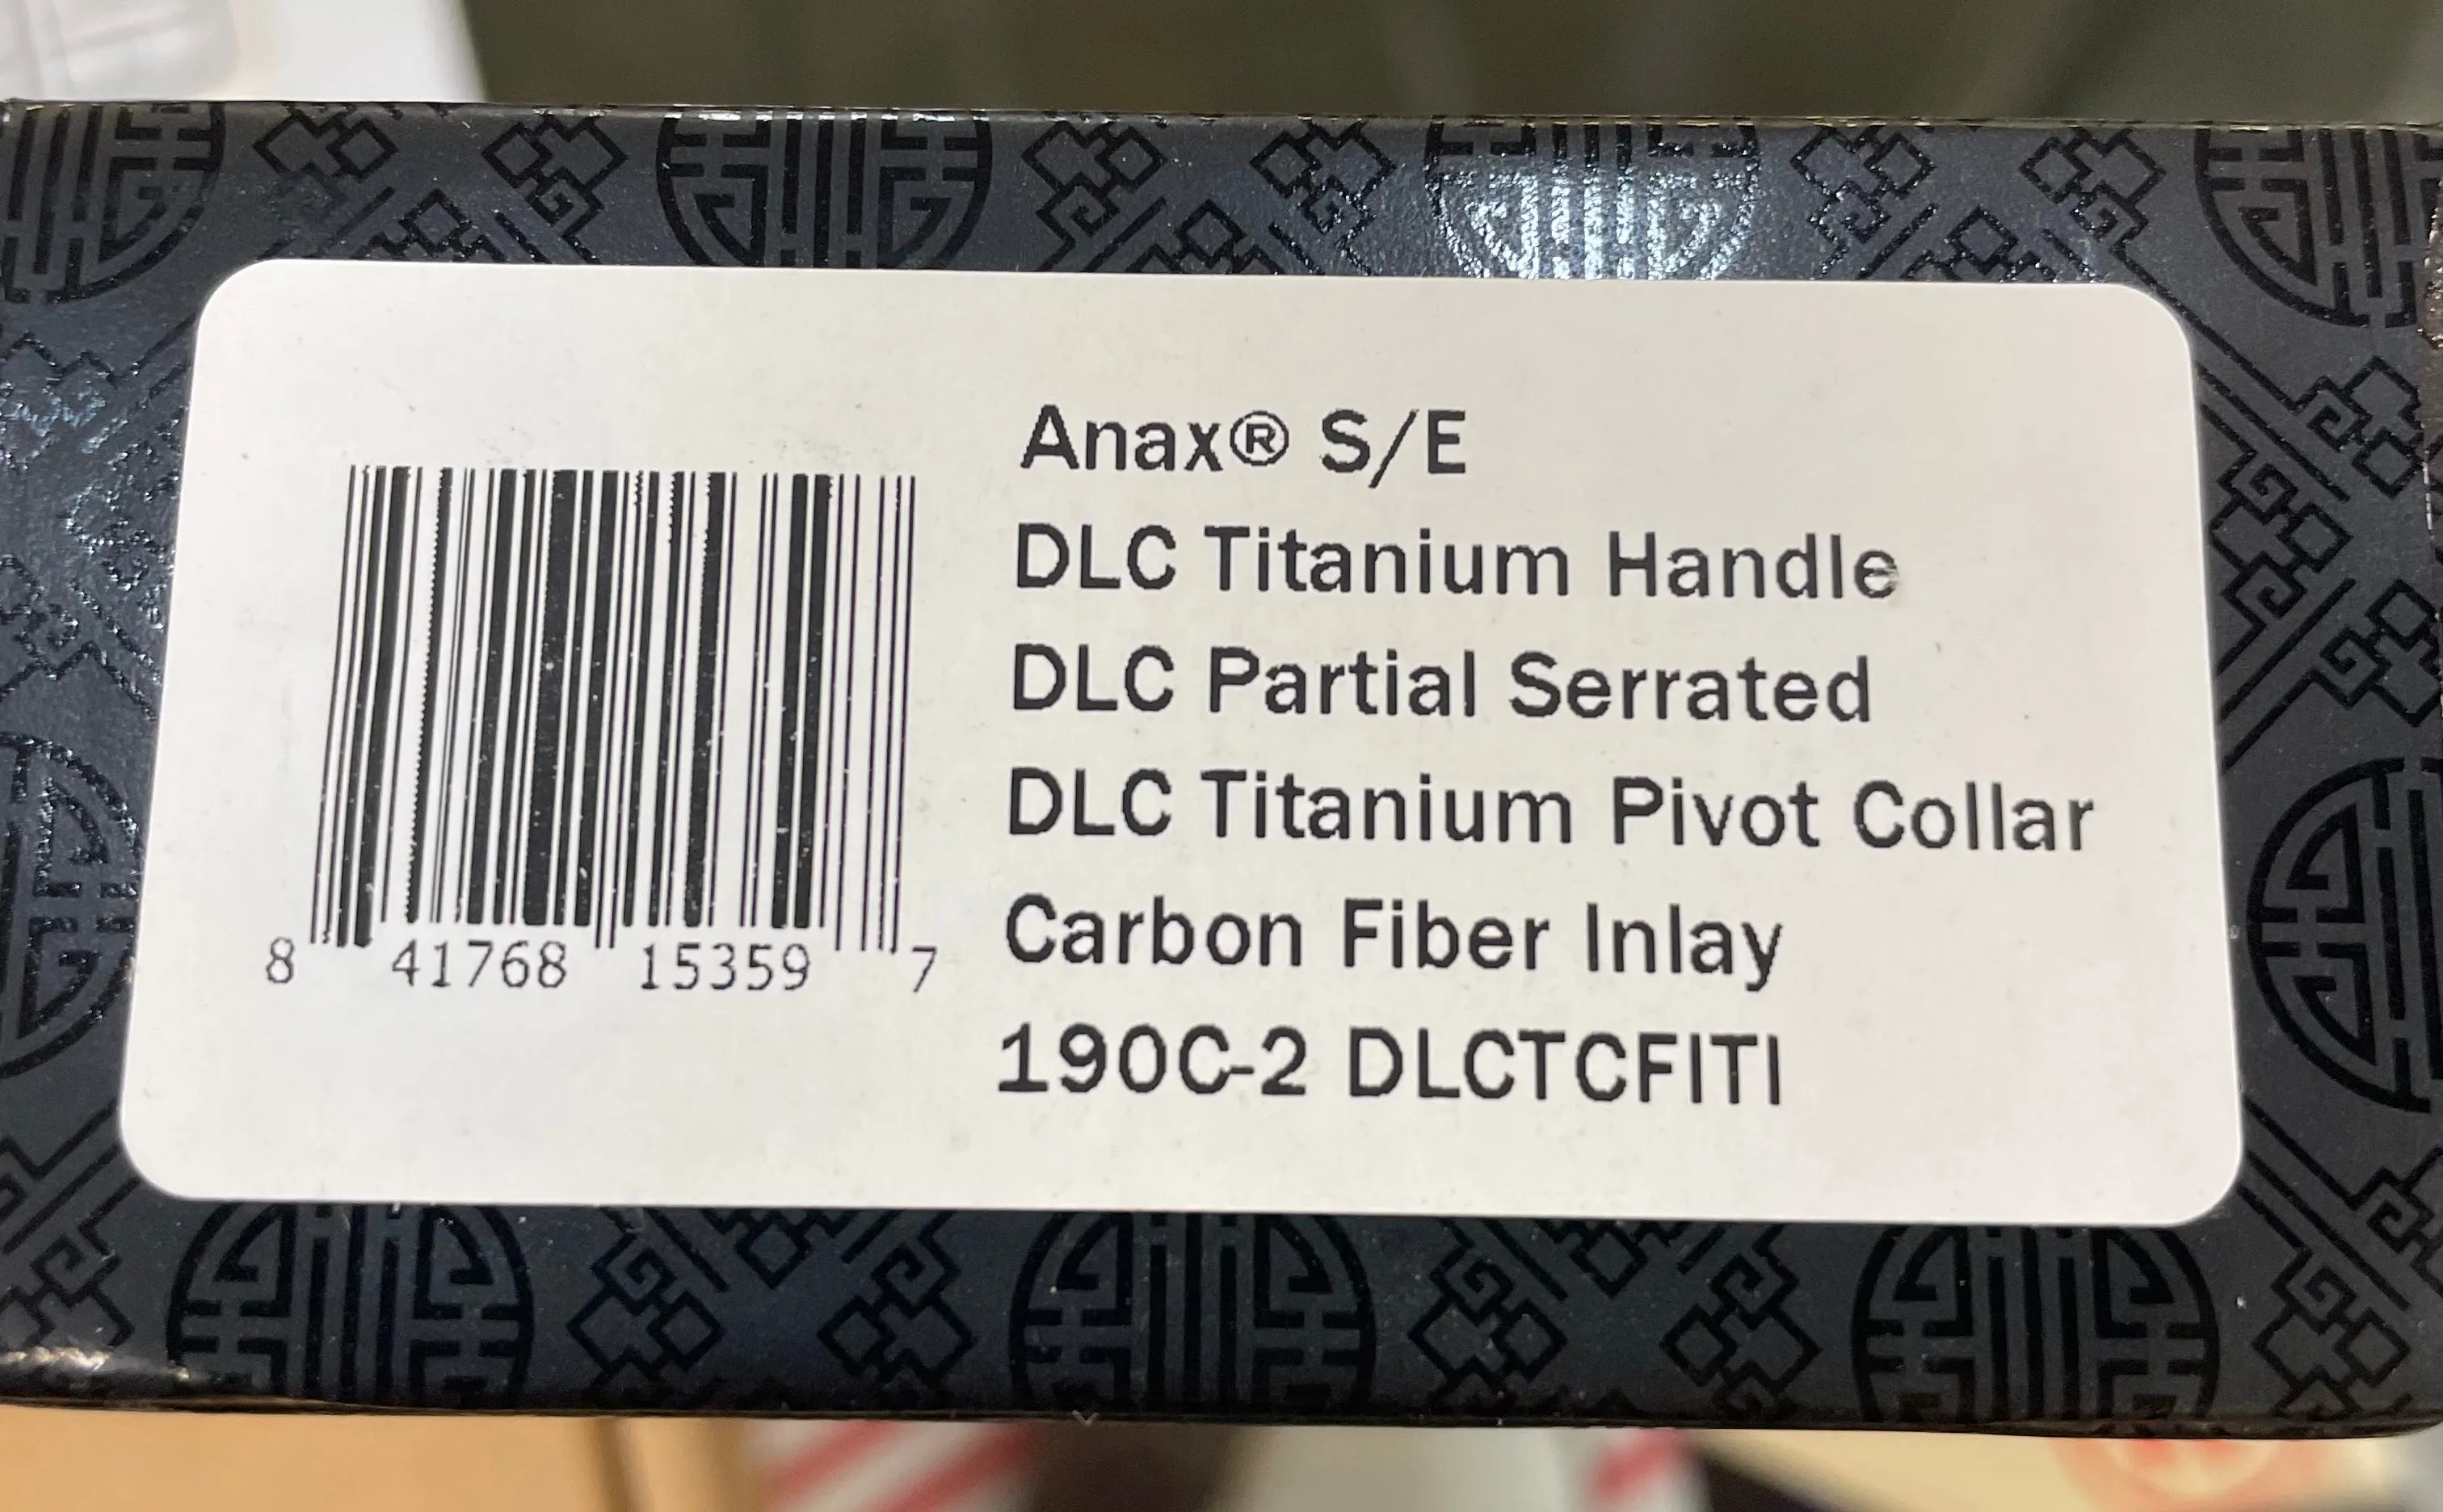 Anax® S/E
DLC Titanium Handle
DLC Partial Serrated
DLC Titanium Pivot Collar
Carbon Fiber Inlay
190C-2 DLCTCFITI
8 41768 15359 7